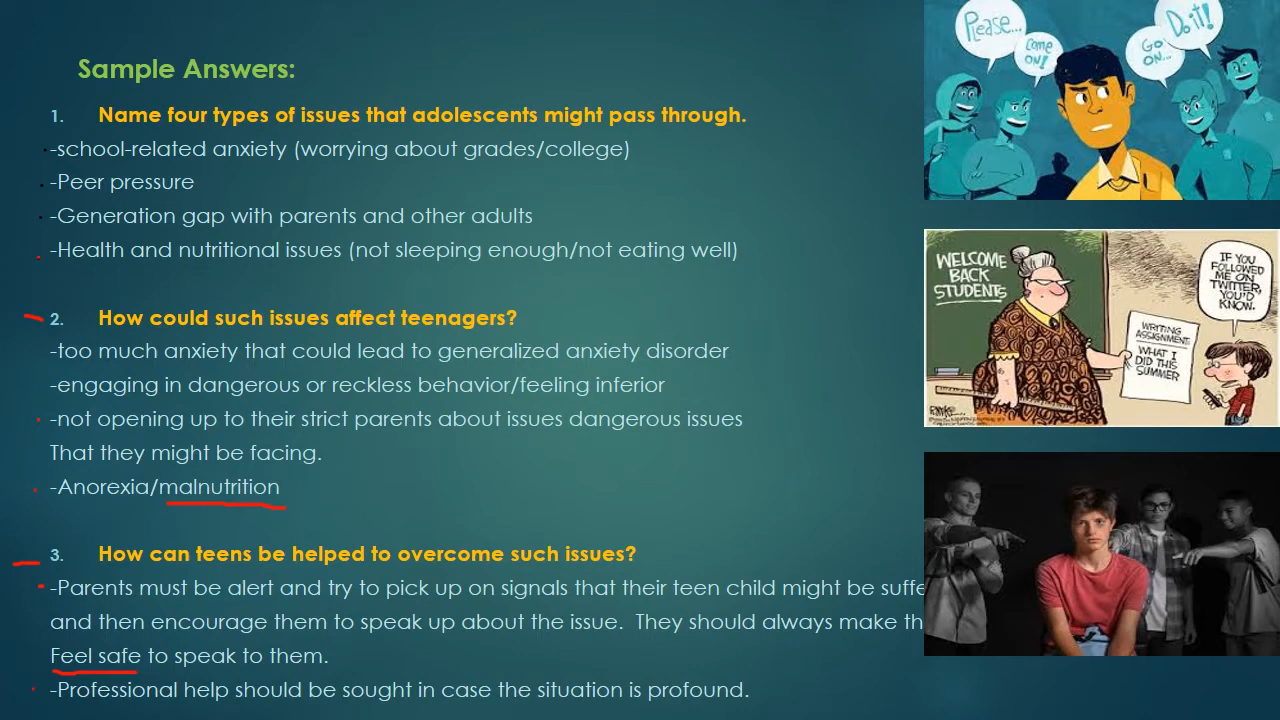 Sample Answers:
1. Name four types of issues that adolescents might pass through.
-school-related anxiety (worrying about grades/college)
-Peer pressure
-Generation gap with parents and other adults
-Health and nutritional issues (not sleeping enough/not eating well)
2. How could such issues affect teenagers?
-too much anxiety that could lead to generalized anxiety disorder
-engaging in dangerous or reckless behavior/feeling inferior
-not opening up to their strict parents about issues dangerous issues
That they might be facing.
-Anorexia/malnutrition
3. How can teens be helped to overcome such issues?
-Parents must be alert and try to pick up on signals that their teen child might be suffe
and then encourage them to speak up about the issue. They should always make th
Feel safe to speak to them.
-Professional help should be sought in case the situation is profound.
Please...
Come
on!
Go
on...
Do it!
WELCOME
BACK
STUDENTS
WRITING
ASSIGNMENT:
WHAT I
DID THIS
SUMMER
IF YOU
FOLLOWED
ME ON
TWITTER,
YOU'D
KNOW.